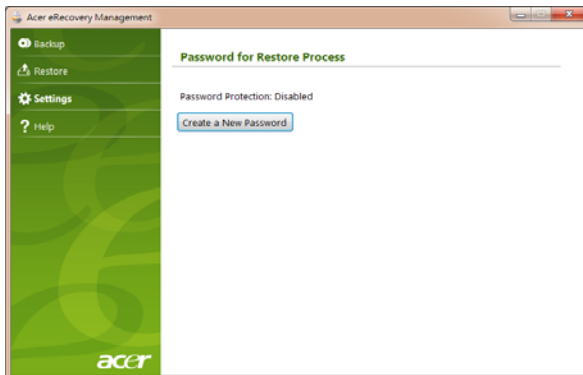 Acer eRecovery Management
Backup
Restore
Settings
Help
Password for Restore Process
Password Protection: Disabled
Create a New Password
acer